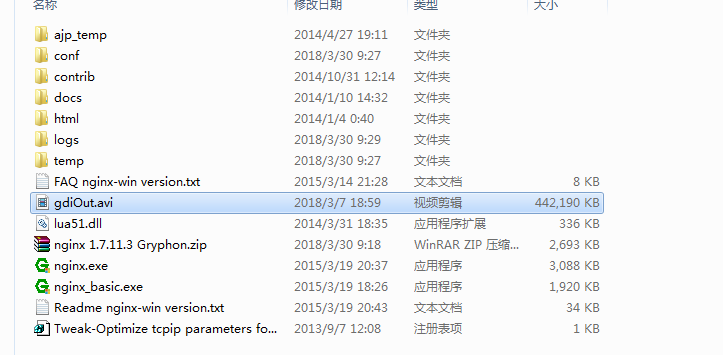 名称 修改日期 类型 大小
ajp_temp 2014/4/27 19:11 文件夹
conf 2018/3/30 9:27 文件夹
contrib 2014/10/31 12:14 文件夹
docs 2014/1/10 14:32 文件夹
html 2014/1/4 0:40 文件夹
logs 2018/3/30 9:29 文件夹
temp 2018/3/30 9:27 文件夹
FAQ nginx-win version.txt 2015/3/14 21:28 文本文档 8 KB
gdiOut.avi 2018/3/7 18:59 视频剪辑 442,190 KB
lua51.dll 2014/3/31 18:35 应用程序扩展 336 KB
nginx 1.7.11.3 Gryphon.zip 2018/3/30 9:18 WinRAR ZIP 压缩... 2,693 KB
nginx.exe 2015/3/19 20:37 应用程序 3,088 KB
nginx_basic.exe 2015/3/19 18:26 应用程序 1,920 KB
Readme nginx-win version.txt 2015/3/19 20:43 文本文档 34 KB
Tweak-Optimize tcpip parameters fo... 2013/9/7 12:08 注册表项 1 KB